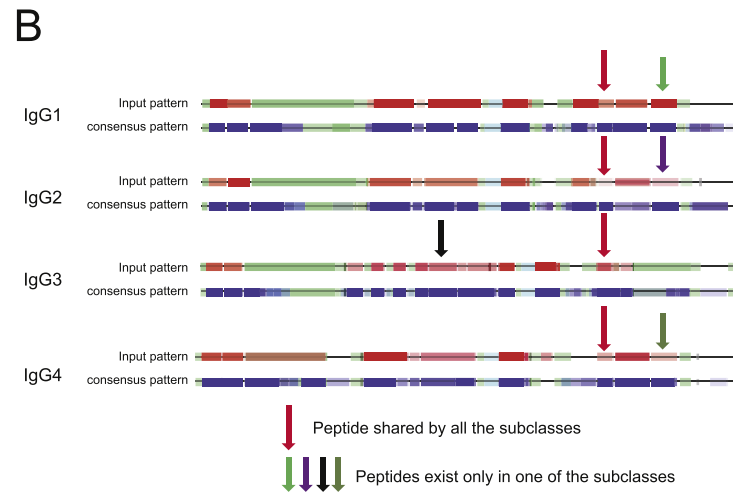 B
Input pattern
IgG1
consensus pattern
Input pattern
IgG2
consensus pattern
Input pattern
IgG3
consensus pattern
Input pattern
IgG4
consensus pattern
Peptide shared by all the subclasses
Peptides exist only in one of the subclasses